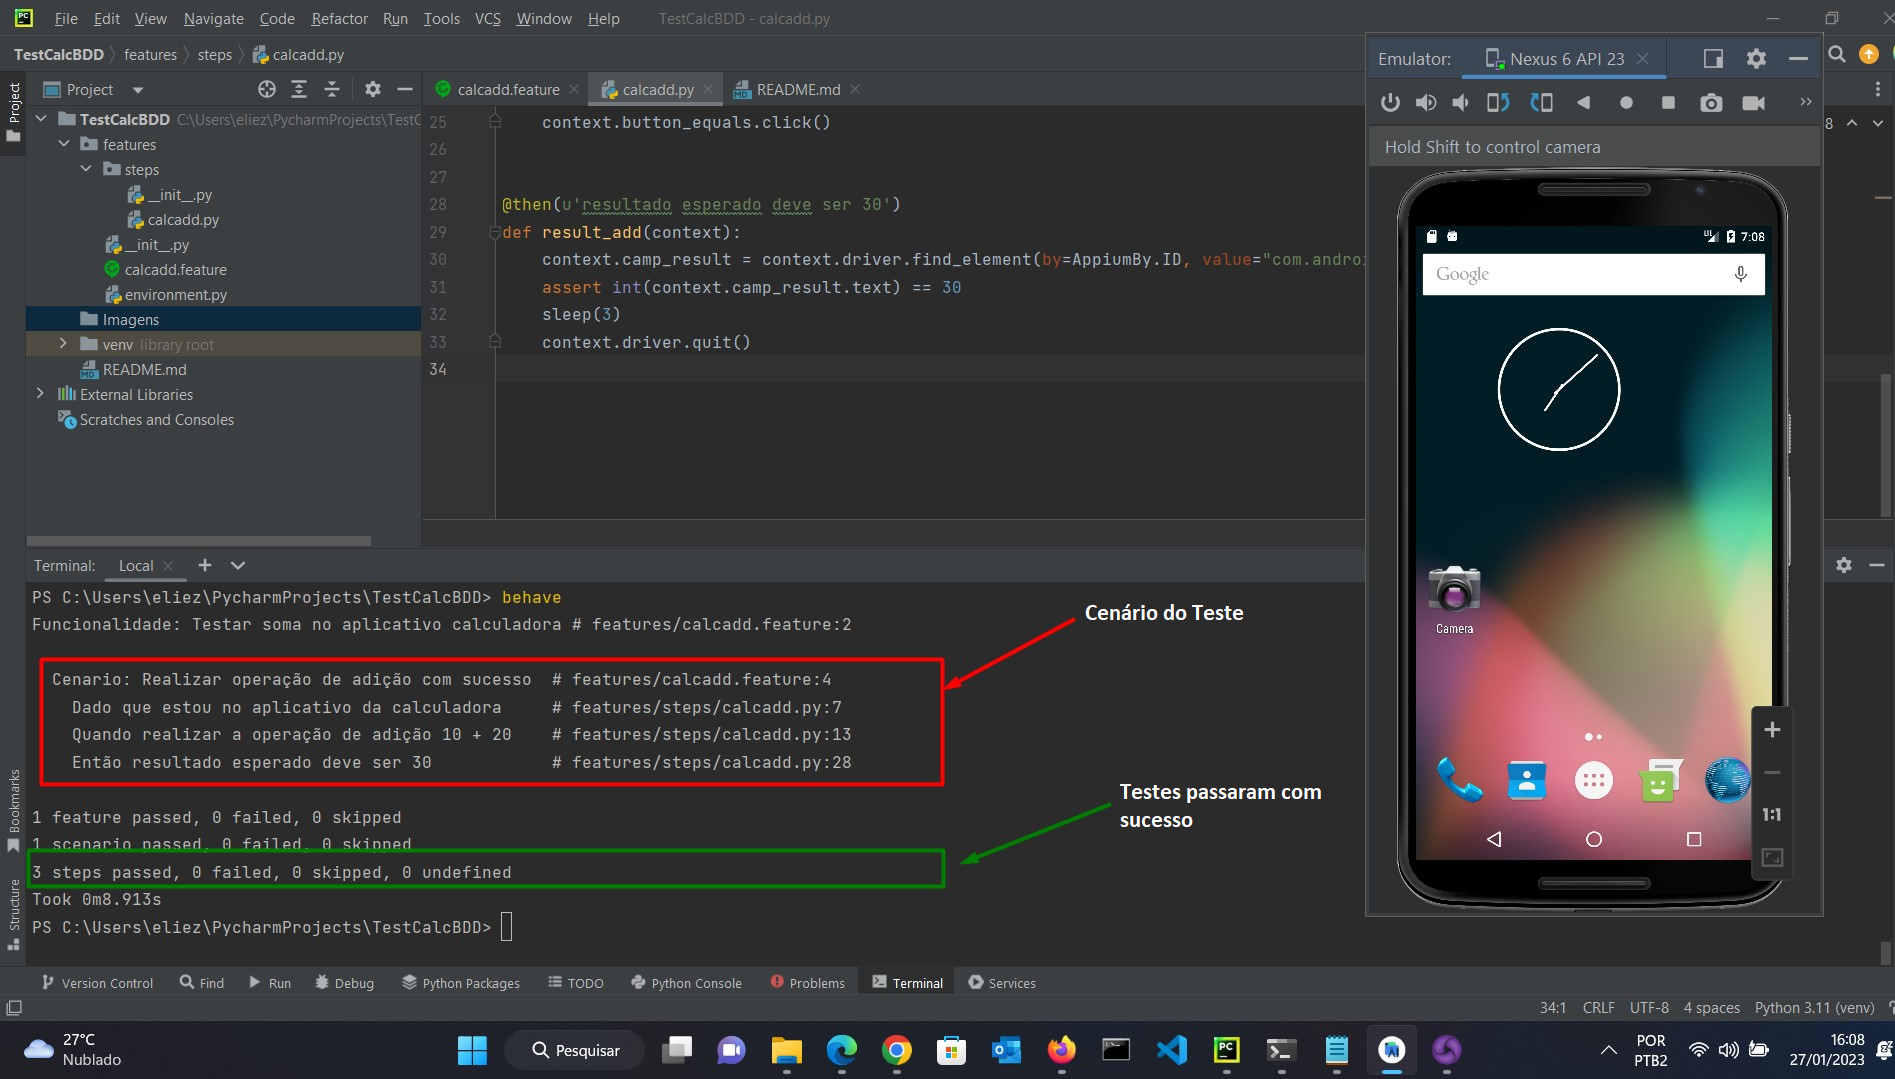 PC File Edit View Navigate Code Refactor Run Tools VCS Window Help TestCalcBDD - calcadd.py
TestCalcBDD features steps calcadd.py
Project
Project
TestCalcBDD C:\Users\eliez\PycharmProjects\TestC
features
steps
__init__.py
calcadd.py
__init__.py
calcadd.feature
environment.py
Imagens
venv library root
README.md
External Libraries
Scratches and Consoles
calcadd.feature calcadd.py README.md
25 context.button_equals.click()
26
27
28 @then(u'resultado esperado deve ser 30')
29 def result_add(context):
30 context.camp_result = context.driver.find_element(by=AppiumBy.ID, value="com.androi
31 assert int(context.camp_result.text) == 30
32 sleep(3)
33 context.driver.quit()
34
8
Emulator: Nexus 6 API 23
Hold Shift to control camera
LTE 7:08
Google
Camera
1:1
Terminal: Local
PS C:\Users\eliez\PycharmProjects\TestCalcBDD> behave
Funcionalidade: Testar soma no aplicativo calculadora # features/calcadd.feature:2
Cenario: Realizar operação de adição com sucesso # features/calcadd.feature:4
Dado que estou no aplicativo da calculadora # features/steps/calcadd.py:7
Quando realizar a operação de adição 10 + 20 # features/steps/calcadd.py:13
Então resultado esperado deve ser 30 # features/steps/calcadd.py:28
1 feature passed, 0 failed, 0 skipped
1 scenario passed, 0 failed, 0 skipped
3 steps passed, 0 failed, 0 skipped, 0 undefined
Took 0m8.913s
PS C:\Users\eliez\PycharmProjects\TestCalcBDD>
Cenário do Teste
Testes passaram com
sucesso
Bookmarks
Structure
Version Control Find Run Debug Python Packages TODO Python Console Problems Terminal Services
34:1 CRLF UTF-8 4 spaces Python 3.11 (venv)
27°C
Nublado
Pesquisar
POR
PTB2
16:08
27/01/2023